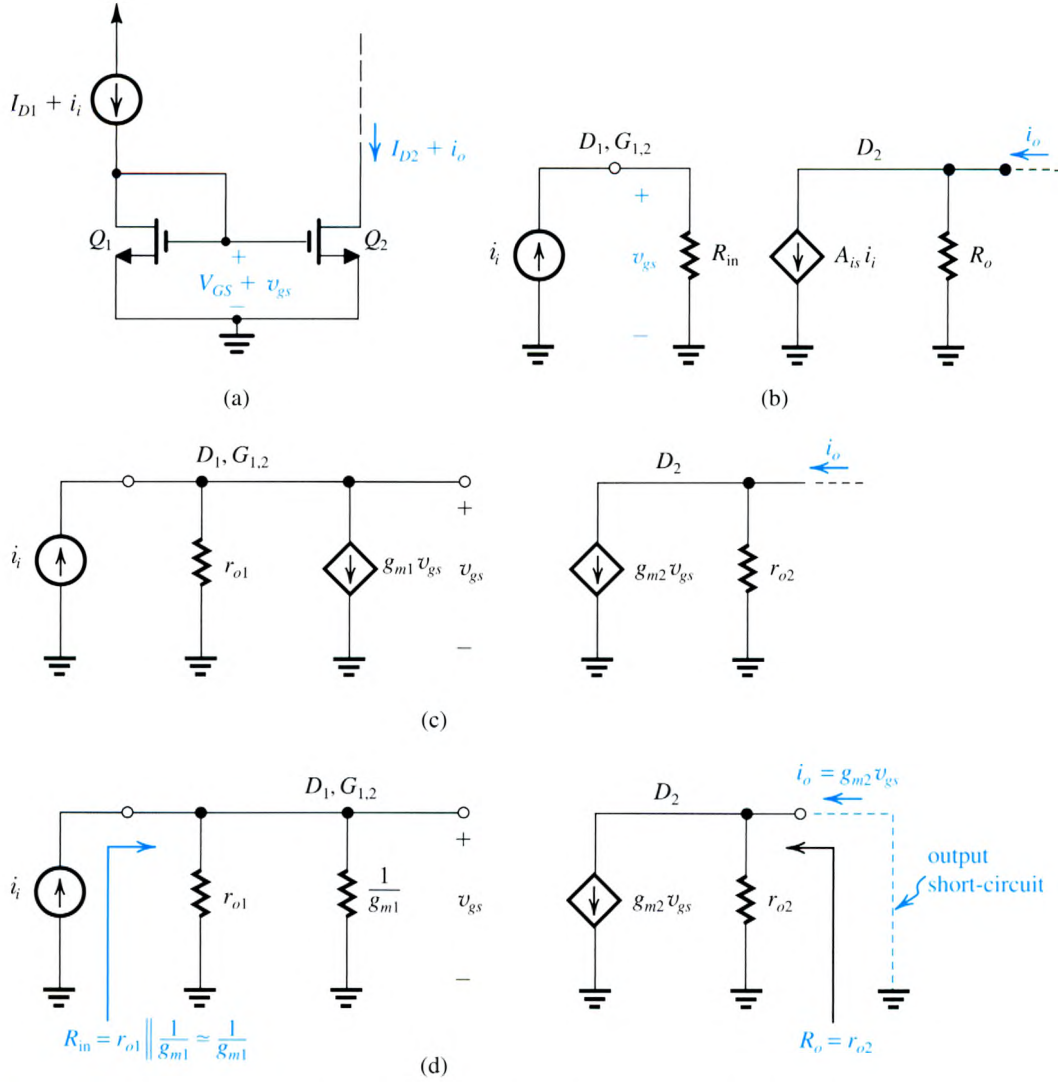 I_{D1} + i_i
I_{D2} + i_o
Q_1
Q_2
+
V_{GS} + v_{gs}
−
(a)
D_1, G_{1,2}
D_2
i_o
i_i
+
v_{gs}
−
R_{in}
A_{is} i_i
R_o
(b)
D_1, G_{1,2}
D_2
i_o
i_i
r_{o1}
g_{m1} v_{gs}
+
v_{gs}
−
g_{m2} v_{gs}
r_{o2}
(c)
D_1, G_{1,2}
D_2
i_o = g_{m2} v_{gs}
i_i
r_{o1}
\frac{1}{g_{m1}}
+
v_{gs}
−
g_{m2} v_{gs}
r_{o2}
output
short-circuit
R_{in} = r_{o1} ‖ \frac{1}{g_{m1}} ≃ \frac{1}{g_{m1}}
R_o = r_{o2}
(d)